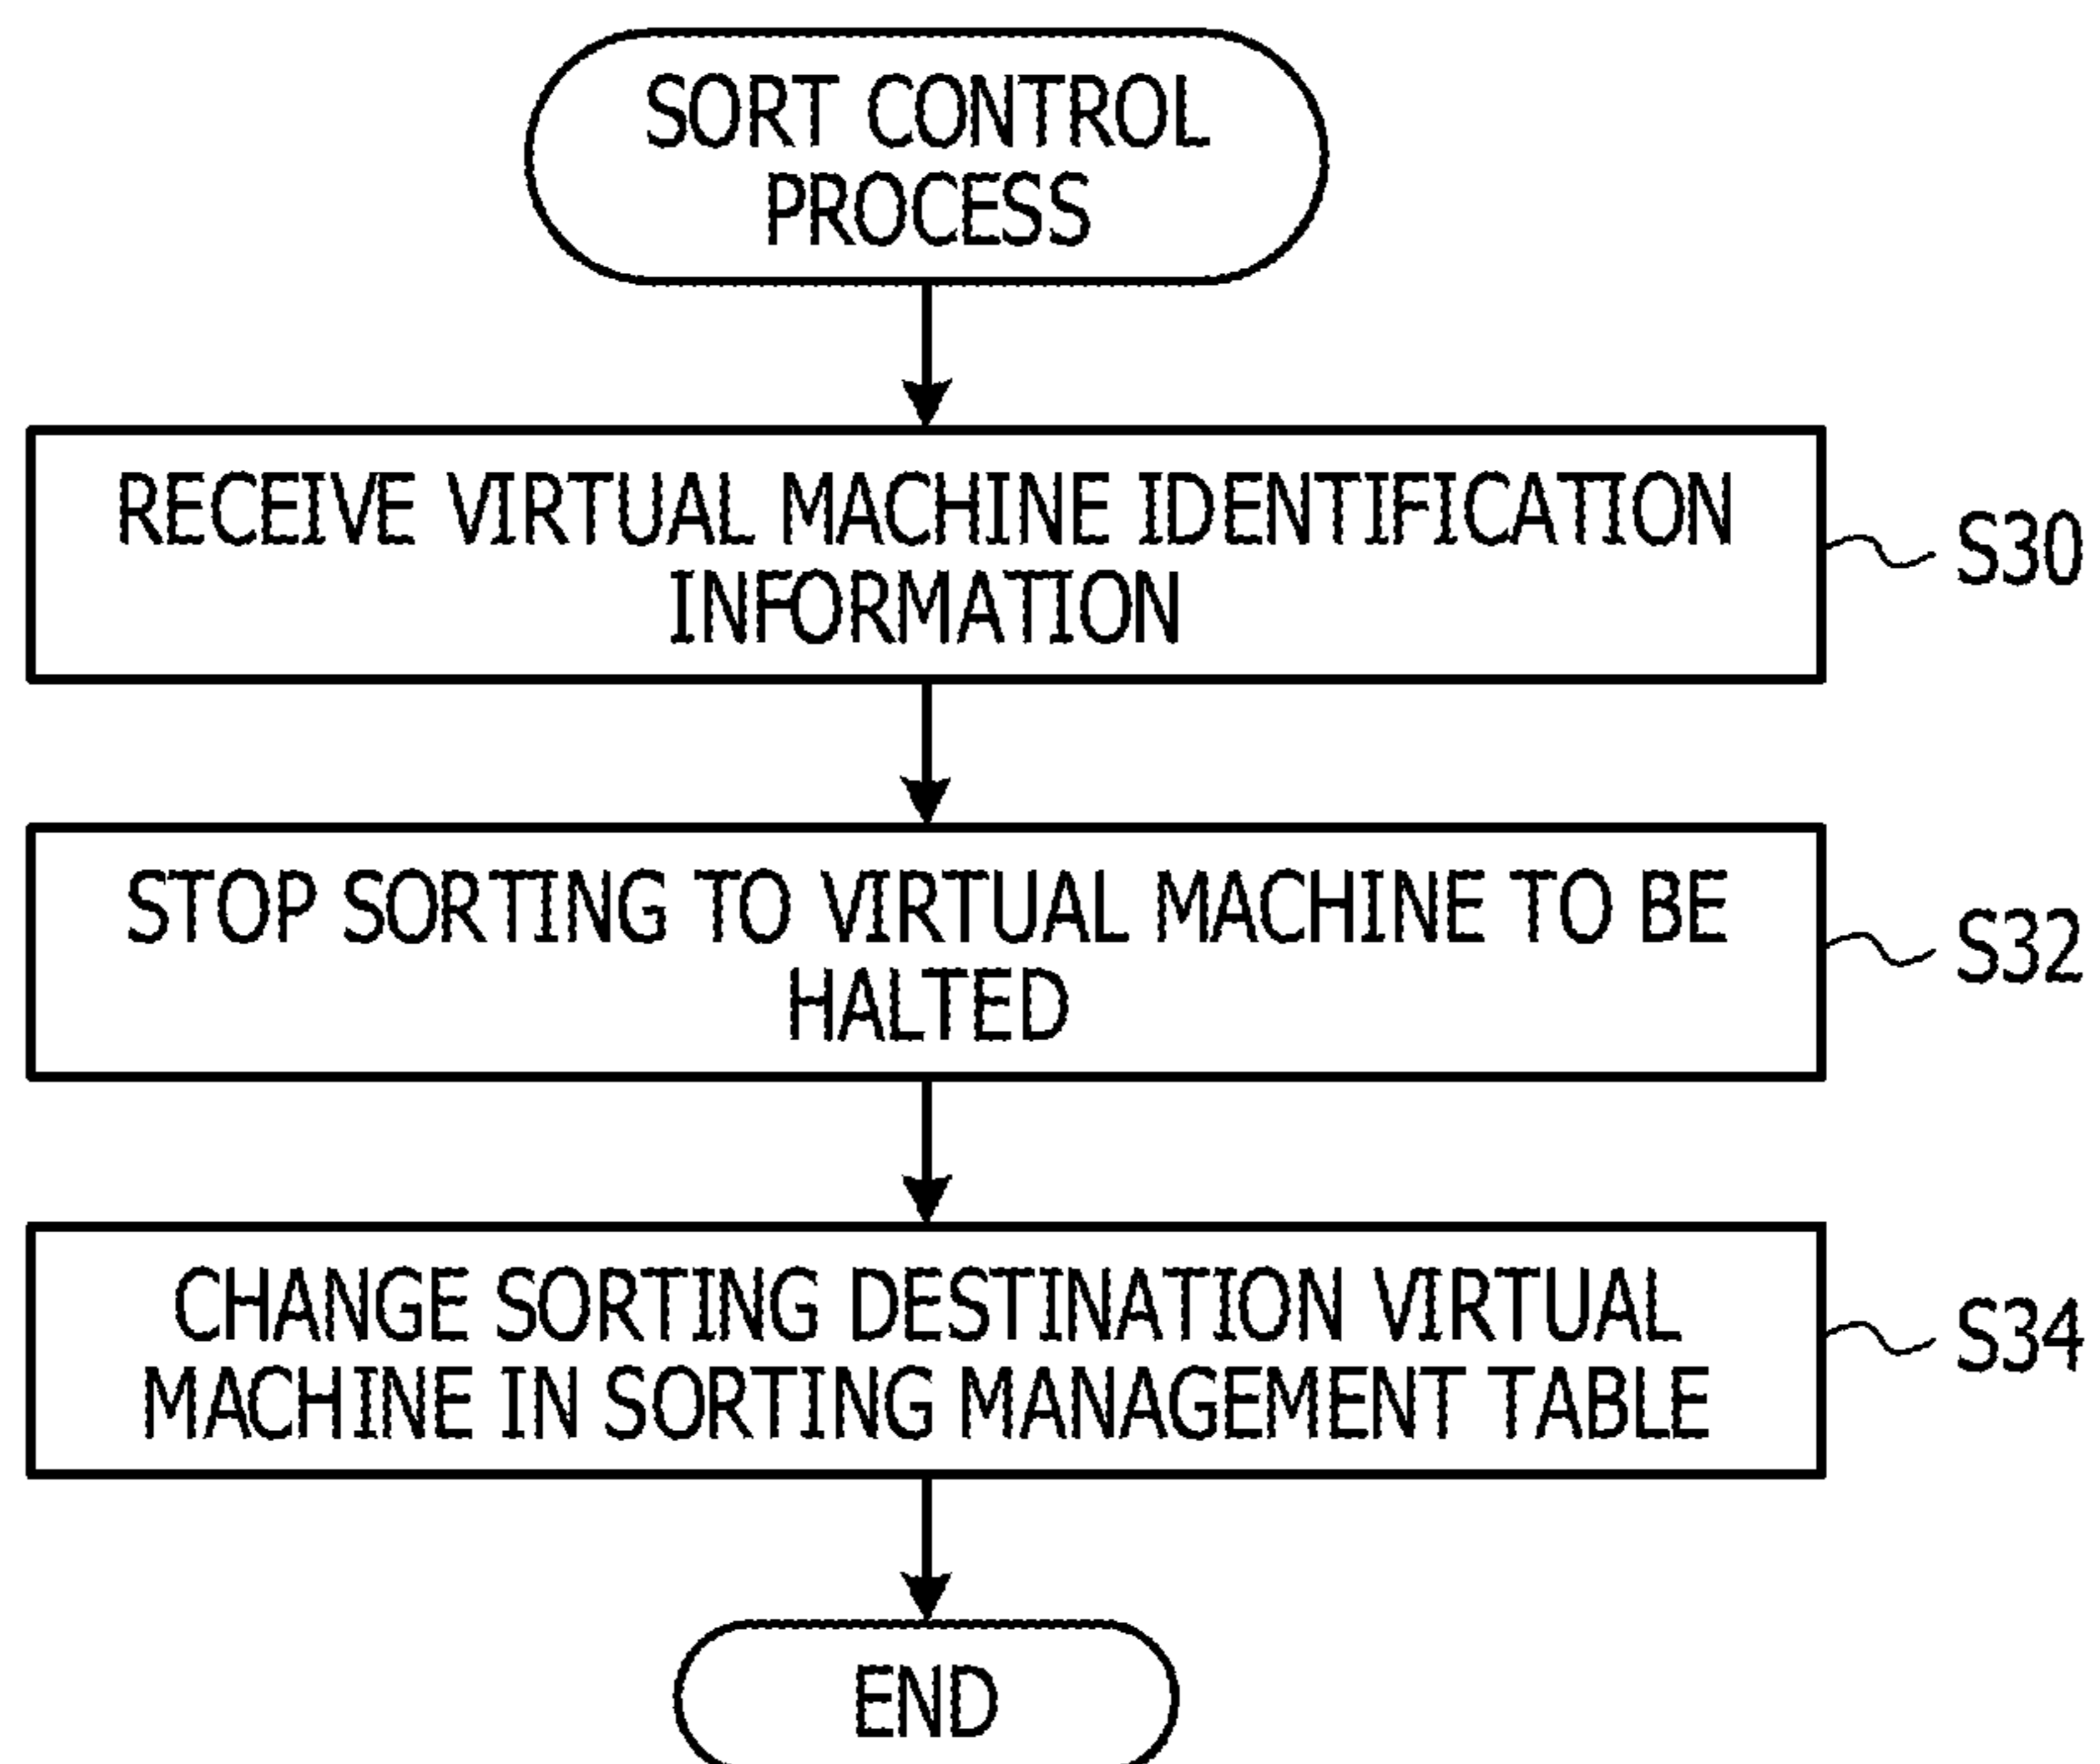 SORT CONTROL
PROCESS
RECEIVE VIRTUAL MACHINE IDENTIFICATION
INFORMATION
S30
STOP SORTING TO VIRTUAL MACHINE TO BE
HALTED
S32
CHANGE SORTING DESTINATION VIRTUAL
MACHINE IN SORTING MANAGEMENT TABLE
S34
END